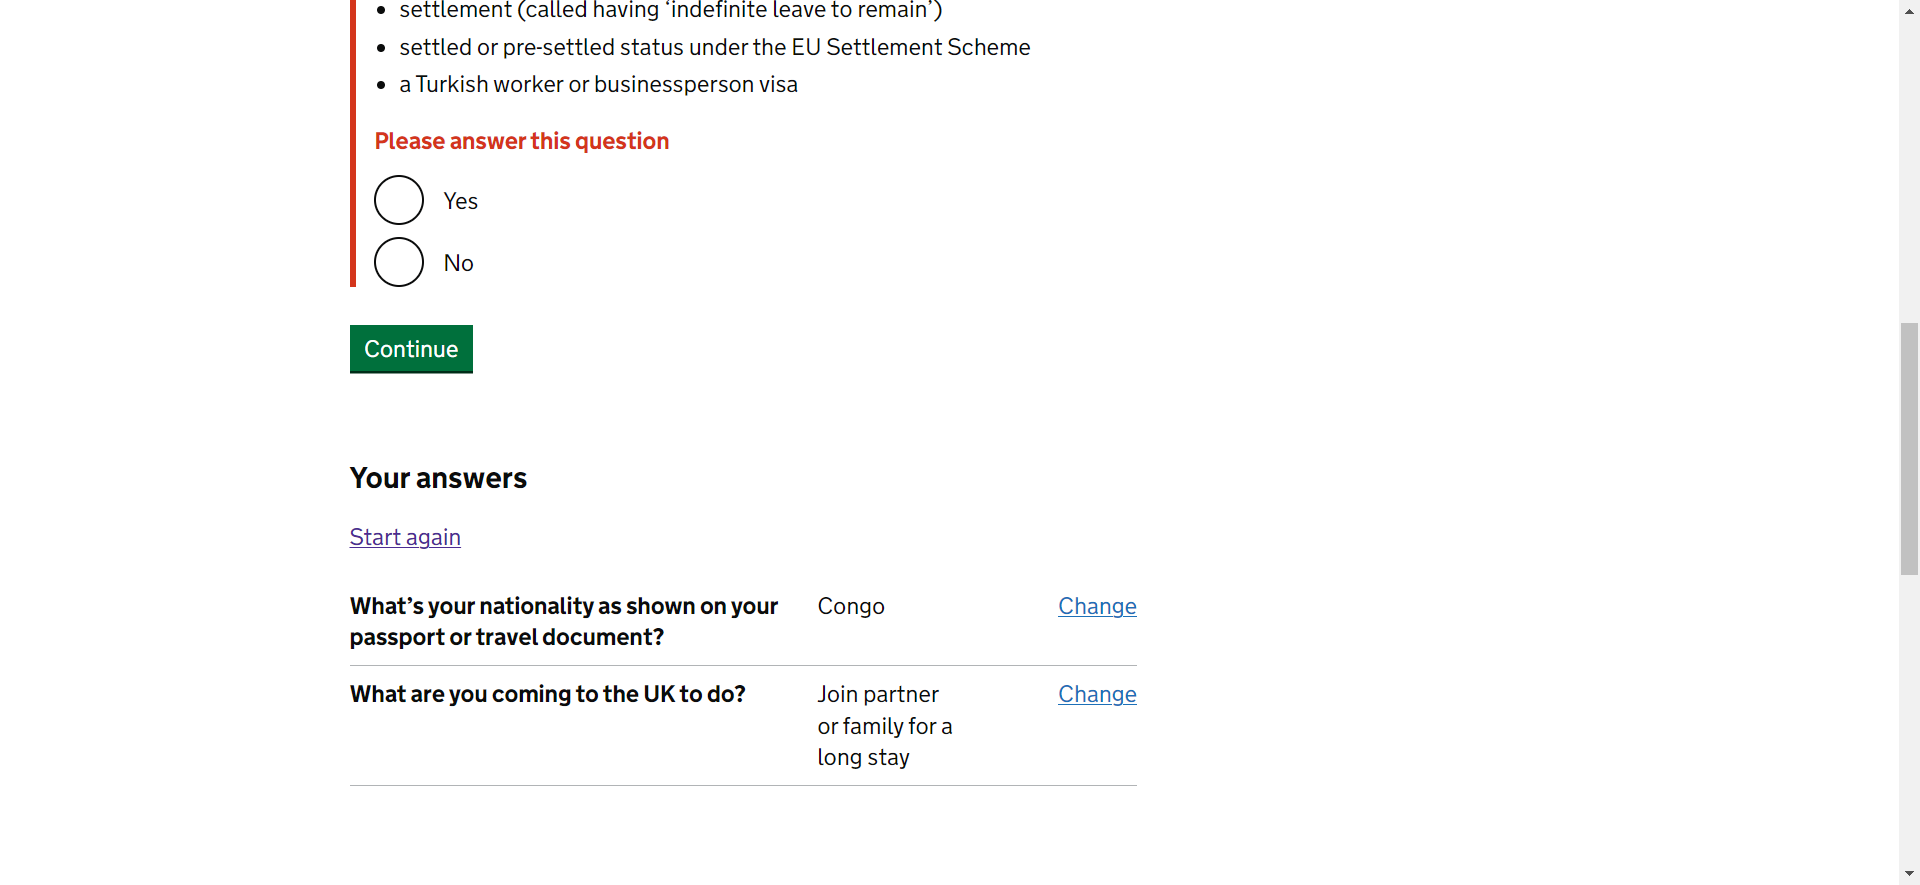 settlement (called having ‘indefinite leave to remain’)
settled or pre-settled status under the EU Settlement Scheme
a Turkish worker or businessperson visa
Please answer this question
Yes
No
Continue
Your answers
Start again
What’s your nationality as shown on your passport or travel document?
Congo
Change
What are you coming to the UK to do?
Join partner
or family for a
long stay
Change